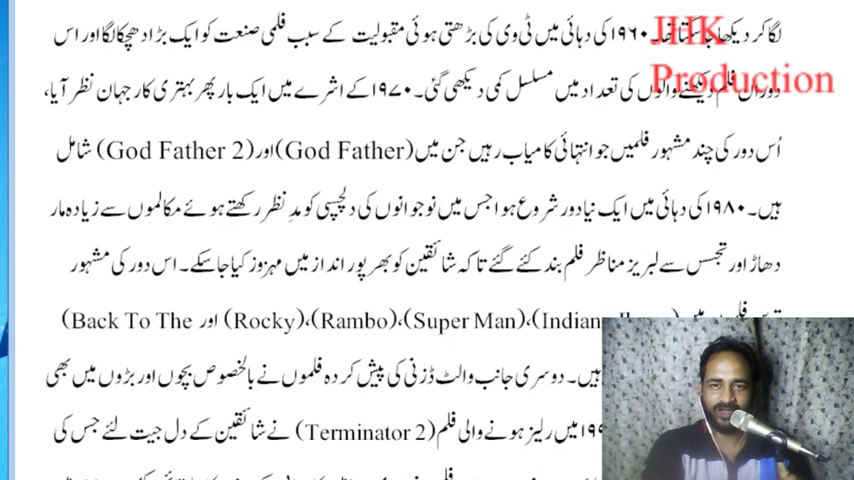 لگا کر دیکھا جا سکتا تھا۔ ۱۹۶۰ کی دہائی میں ٹی وی کی بڑھتی ہوئی مقبولیت کے سبب فلمی صنعت کو ایک بڑا دھچکا لگا اور اس
JHK Production
دوران فلم دیکھنے والوں کی تعداد میں مسلسل کمی دیکھی گئی۔ ۱۹۷۰ کے اشرے میں ایک بار پھر بہتری کا رجہان نظر آیا،
اُس دور کی چند مشہور فلمیں جو انتہائی کامیاب رہیں جن میں (God Father) اور (God Father 2) شامل
ہیں۔ ۱۹۸۰ کی دہائی میں ایک نیا دور شروع ہوا جس میں نوجوانوں کی دلچسپی کو مدِ نظر رکھتے ہوئے مکالموں سے زیادہ مار
دھاڑ اور تجسس سے لبریز مناظر فلم بند کئے گئے تا کہ شائقین کو بھر پور انداز میں مہزوز کیا جا سکے۔ اس دور کی مشہور
(Super Man)،(Rambo)،(Rocky) اور (Back To The
ہیں۔ دوسری جانب والٹ ڈزنی کی پیش کردہ فلموں نے بالخصوص بچوں اور بڑوں میں بھی
میں رلیز ہونے والی فلم (Terminator 2) نے شائقین کے دل جیت لئے جس کی